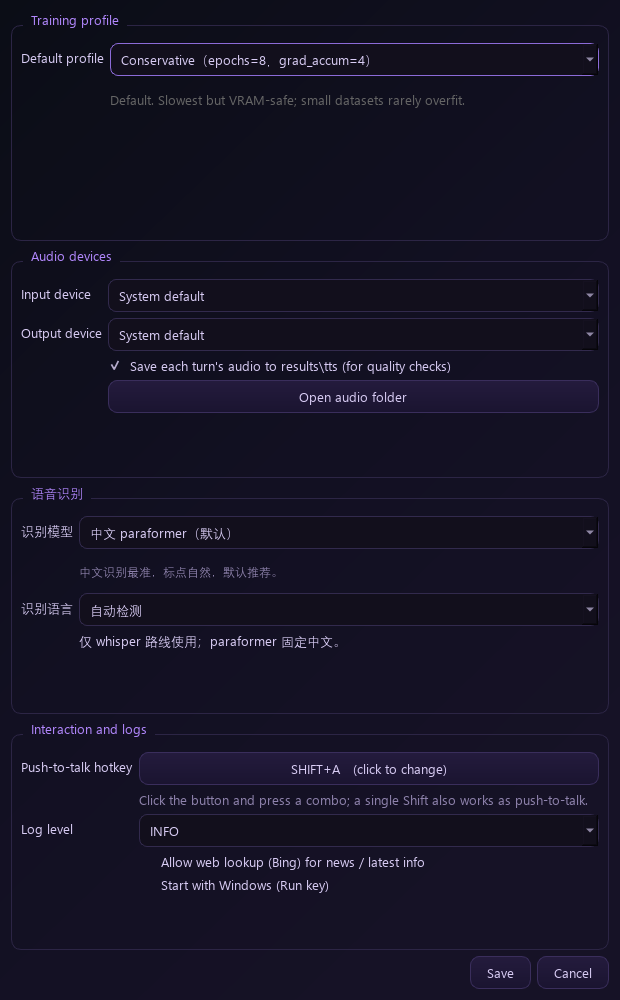 Training profile
Default profile Conservative（epochs=8，grad_accum=4）
Default. Slowest but VRAM-safe; small datasets rarely overfit.
Audio devices
Input device System default
Output device System default
✓ Save each turn's audio to results\tts (for quality checks)
Open audio folder
语音识别
识别模型 中文 paraformer（默认）
中文识别最准，标点自然，默认推荐。
识别语言 自动检测
仅 whisper 路线使用；paraformer 固定中文。
Interaction and logs
Push-to-talk hotkey SHIFT+A (click to change)
Click the button and press a combo; a single Shift also works as push-to-talk.
Log level INFO
Allow web lookup (Bing) for news / latest info
Start with Windows (Run key)
Save Cancel